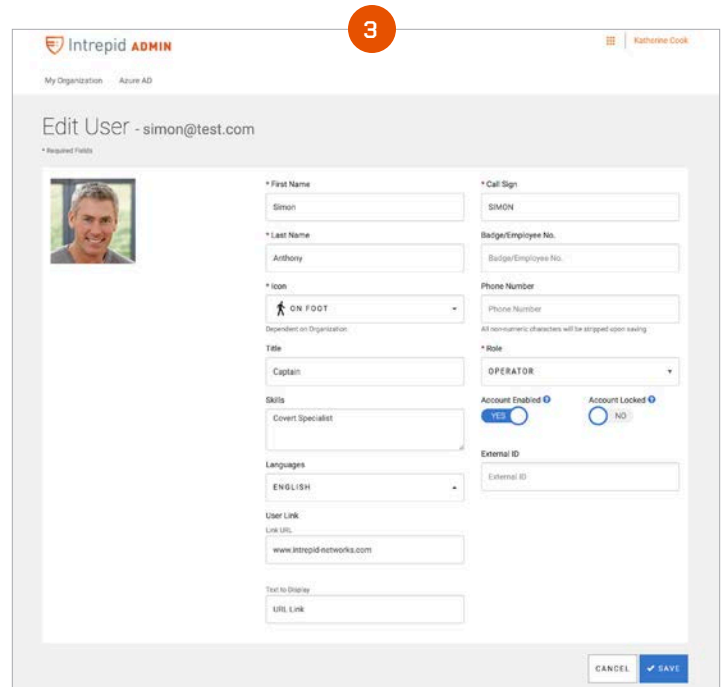 3
Intrepid ADMIN
Katherine Cook
My Organization Azure AD
Edit User - simon@test.com
* Required Fields
* First Name
Simon
* Last Name
Anthony
* Icon
ON FOOT
Dependent on Organization
Title
Captain
Skills
Covert Specialist
Languages
ENGLISH
User Link
Link URL
www.intrepid-networks.com
Text to Display
URL Link
* Call Sign
SIMON
Badge/Employee No.
Badge/Employee No.
Phone Number
Phone Number
All non-numeric characters will be stripped upon saving
* Role
OPERATOR
Account Enabled Account Locked
YES NO
External ID
External ID
CANCEL SAVE